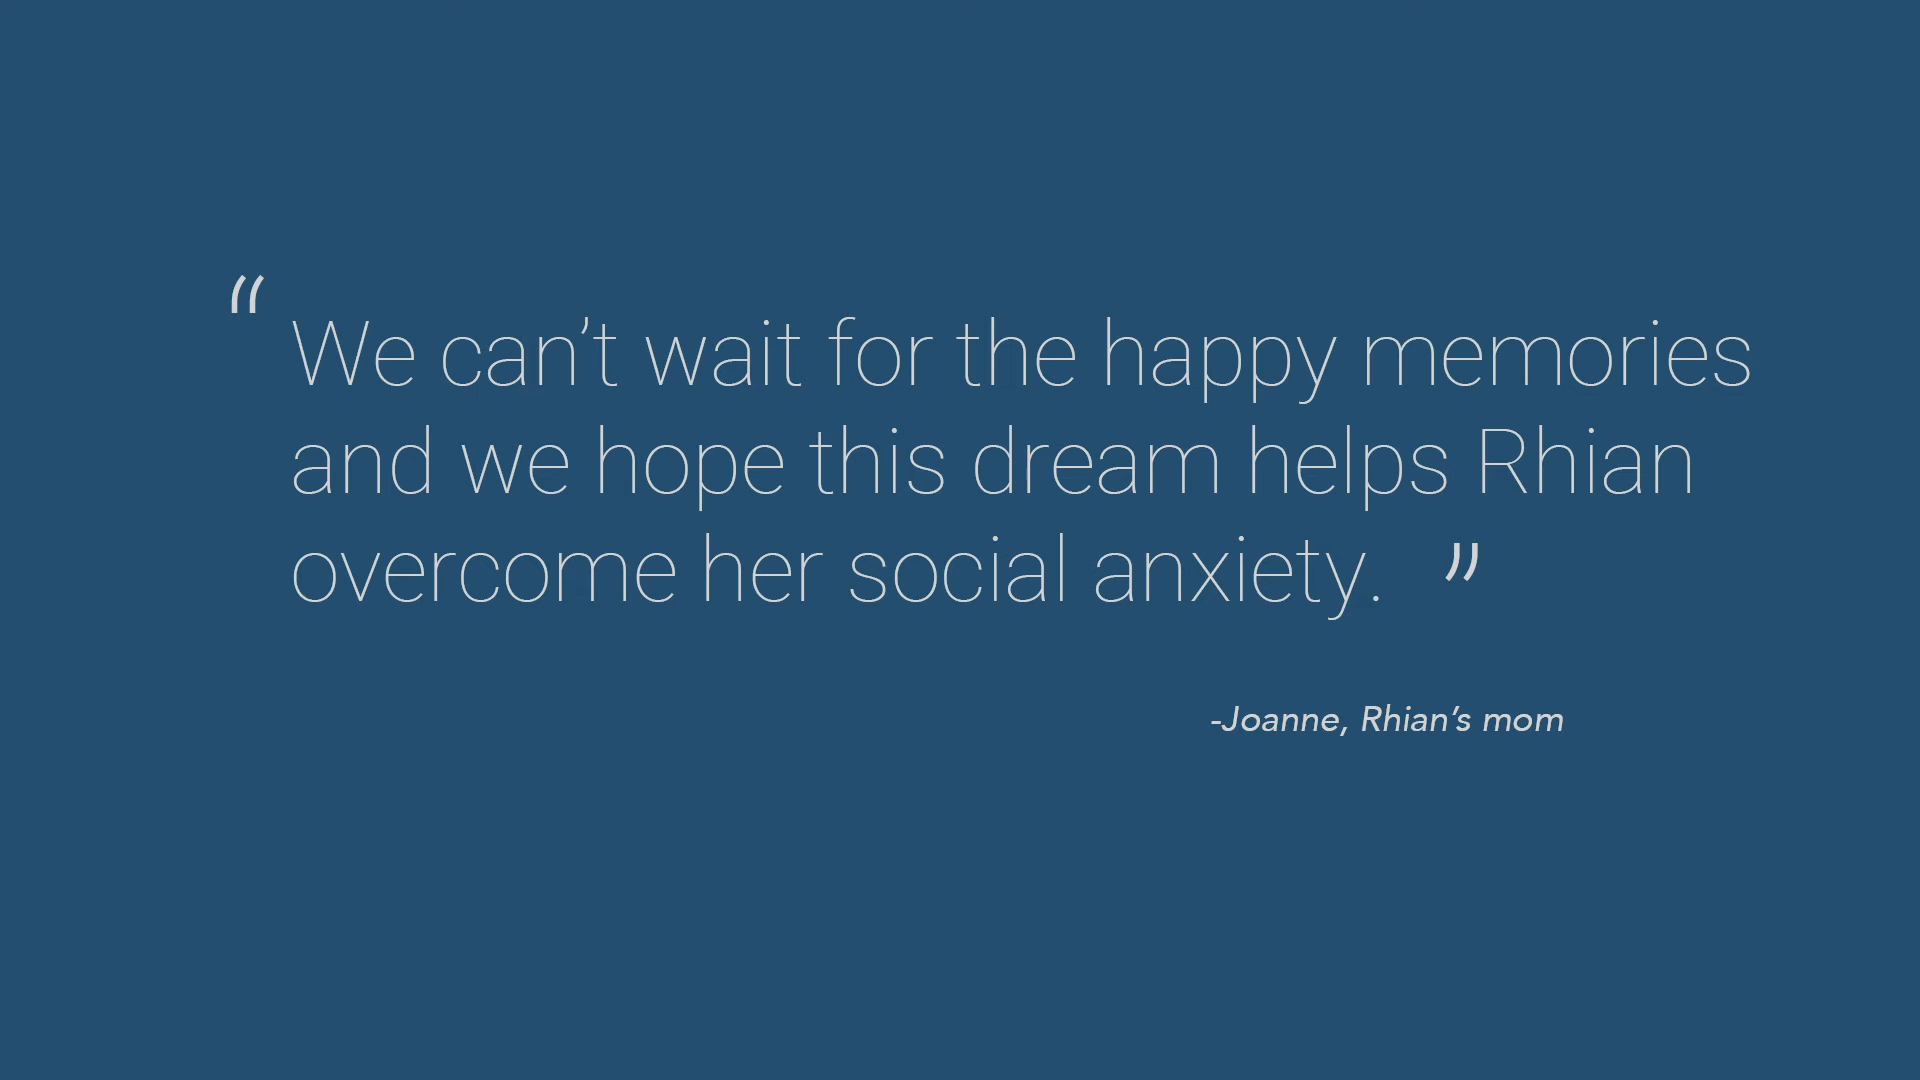 “ We can’t wait for the happy memories
and we hope this dream helps Rhian
overcome her social anxiety. ”
-Joanne, Rhian’s mom